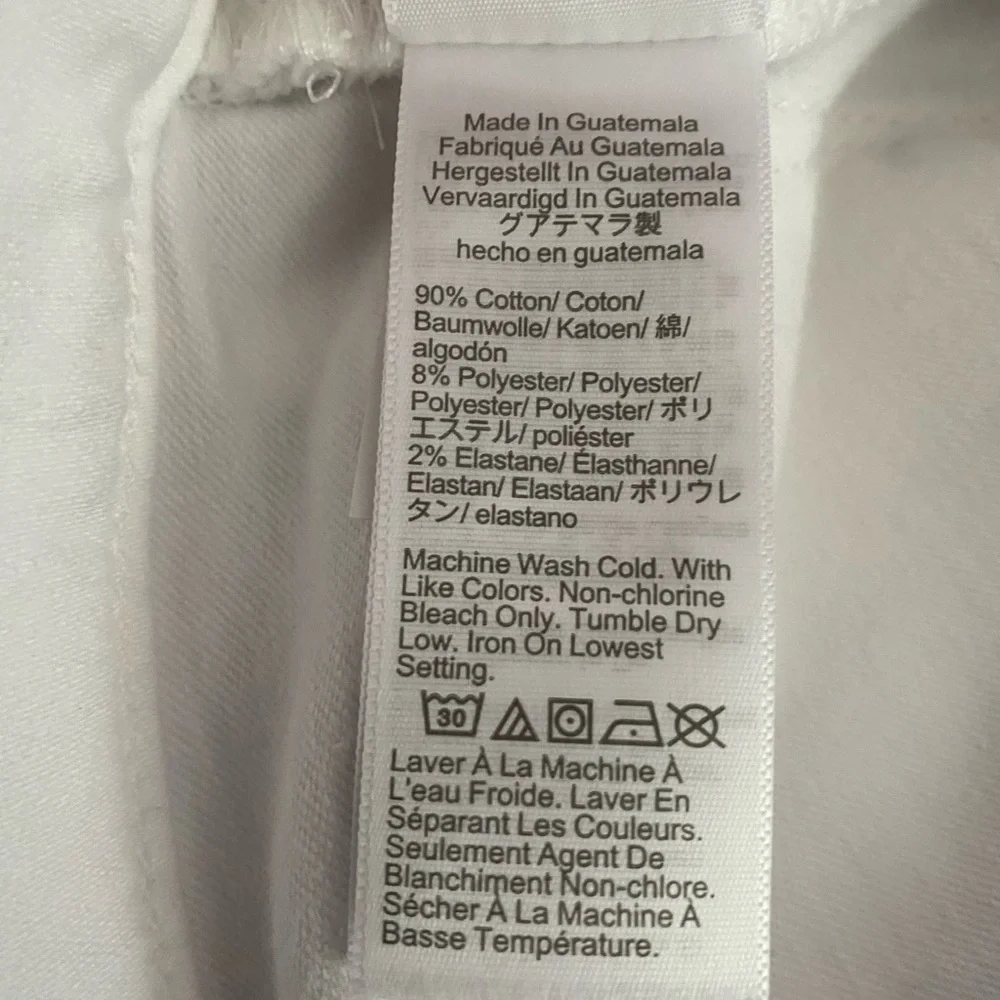 Made In Guatemala
Fabriqué Au Guatemala
Hergestellt In Guatemala
Vervaardigd In Guatemala
グアテマラ製
hecho en guatemala
90% Cotton/ Coton/
Baumwolle/ Katoen/ 綿/
algodón
8% Polyester/ Polyester/
Polyester/ Polyester/ ポリ
エステル/ poliéster
2% Elastane/ Élasthanne/
Elastan/ Elastaan/ ポリウレ
タン/ elastano
Machine Wash Cold. With
Like Colors. Non-chlorine
Bleach Only. Tumble Dry
Low. Iron On Lowest
Setting.
30
Laver À La Machine À
L'eau Froide. Laver En
Séparant Les Couleurs.
Seulement Agent De
Blanchiment Non-chlore.
Sécher À La Machine À
Basse Température.